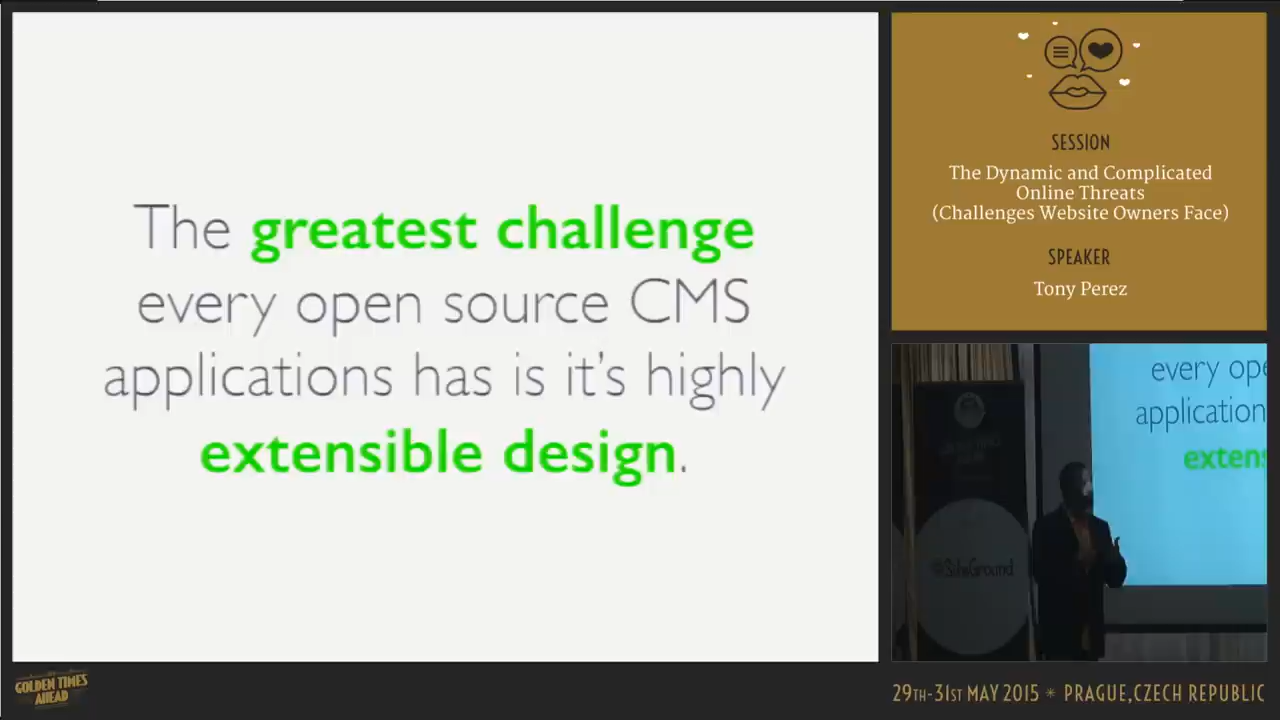 The greatest challenge
every open source CMS
applications has is it's highly
extensible design.
SESSION
The Dynamic and Complicated
Online Threats
(Challenges Website Owners Face)
SPEAKER
Tony Perez
every ope
application
extens
SiteGround
GOLDEN TIMES
AHEAD
29TH-31ST MAY 2015 * PRAGUE, CZECH REPUBLIC